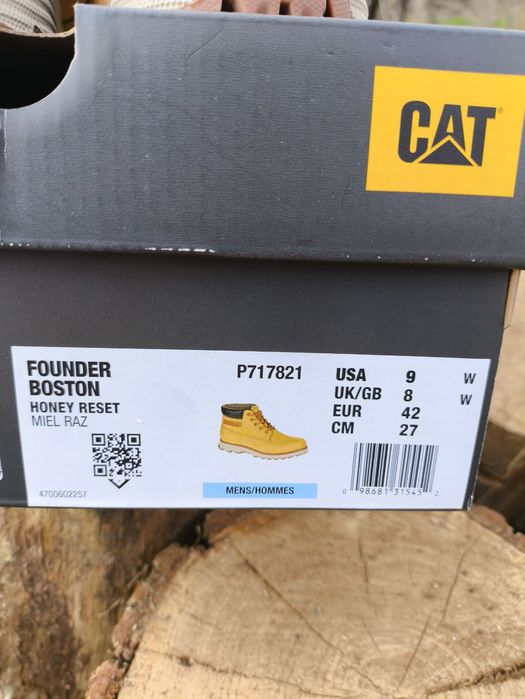 CAT®
FOUNDER
BOSTON
HONEY RESET
MIEL RAZ
4700602257
P717821
MENS/HOMMES
USA 9 W
UK/GB 8 W
EUR 42
CM 27
0 98681 31545 2